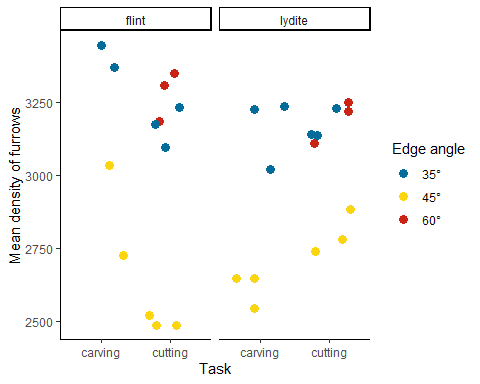 flint
lydite
Mean density of furrows
3250
3000
2750
2500
carving
cutting
carving
cutting
Task
Edge angle
35°
45°
60°